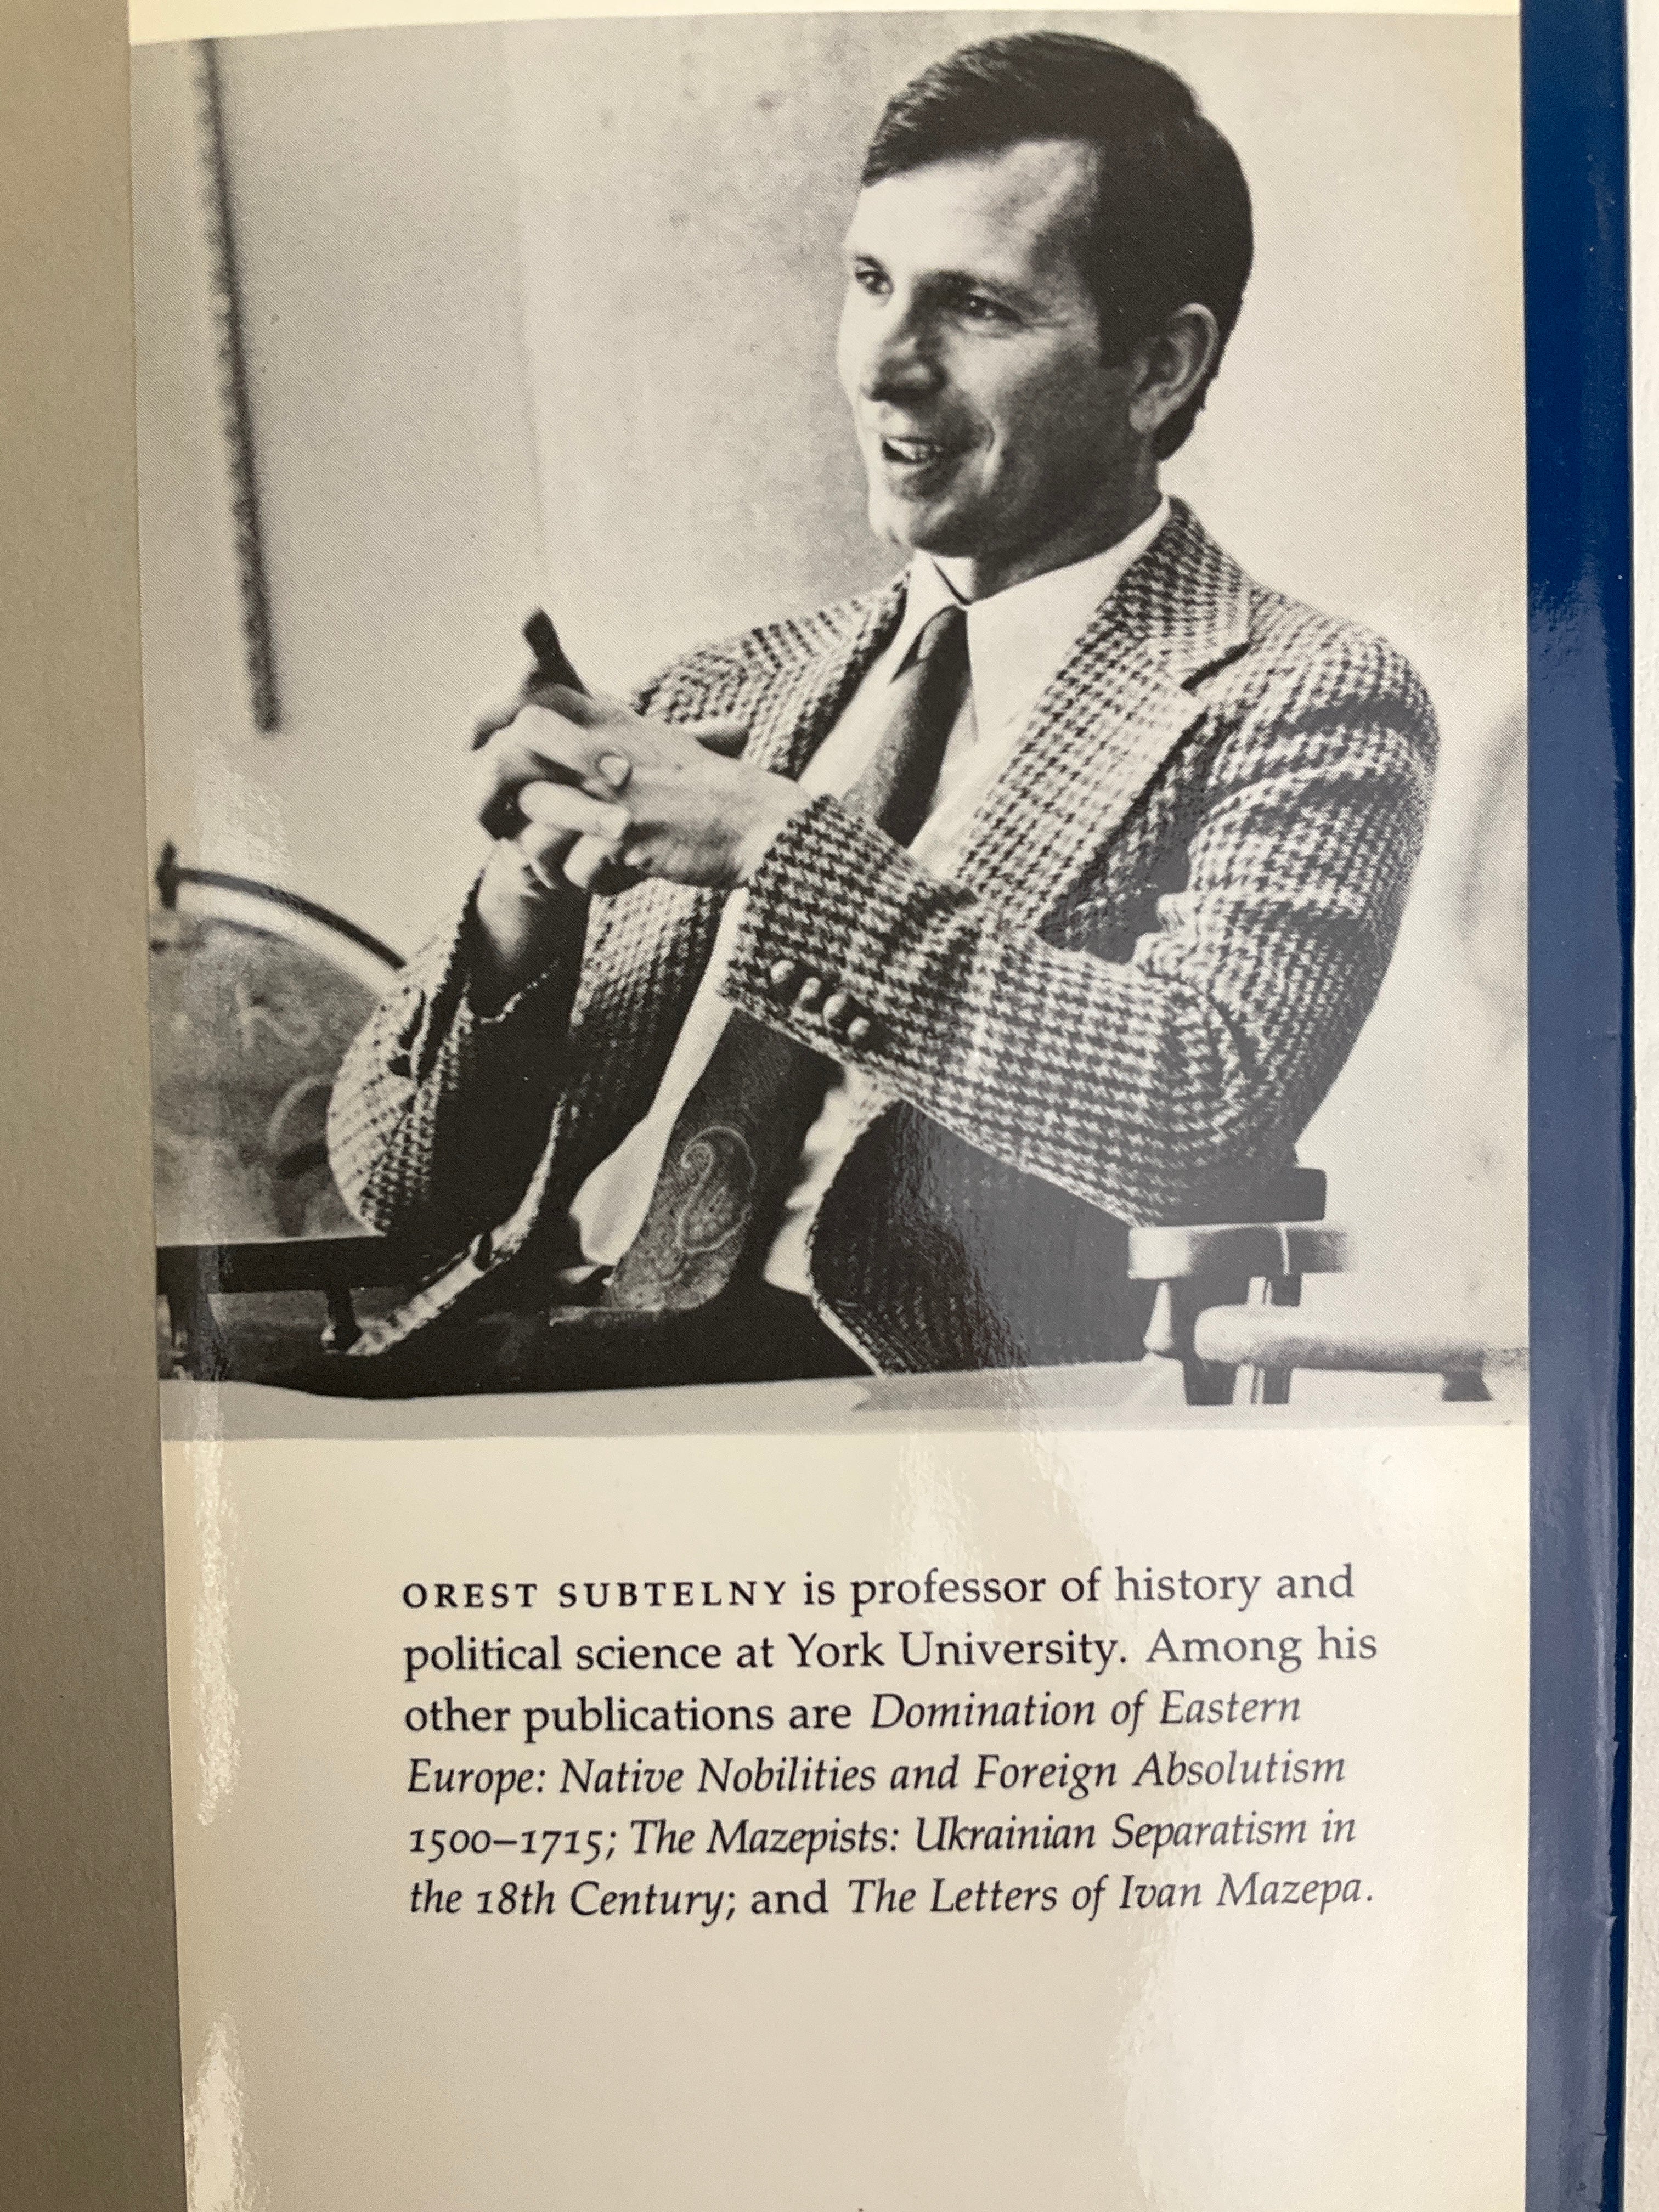 OREST SUBTELNY is professor of history and
political science at York University. Among his
other publications are Domination of Eastern
Europe: Native Nobilities and Foreign Absolutism
1500–1715; The Mazepists: Ukrainian Separatism in
the 18th Century; and The Letters of Ivan Mazepa.